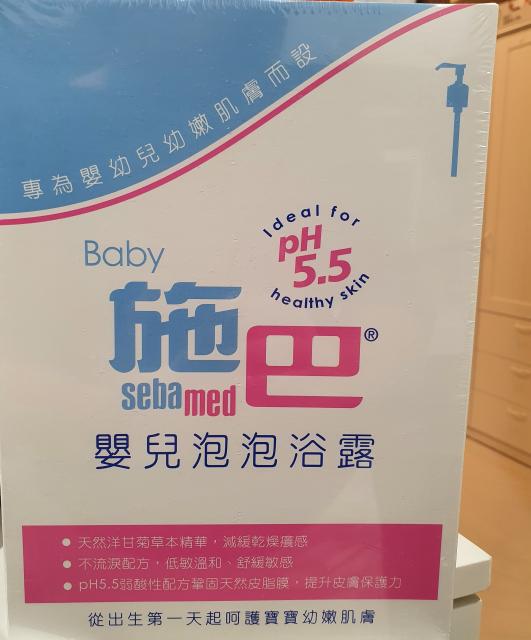 專為嬰幼兒幼嫩肌膚而設
Ideal for
pH
5.5
healthy skin
Baby
施巴®
sebamed
嬰兒泡泡浴露
● 天然洋甘菊草本精華，減緩乾燥癢感
● 不流淚配方，低敏溫和、舒緩敏感
● pH5.5弱酸性配方鞏固天然皮脂膜，提升皮膚保護力
從出生第一天起呵護寶寶幼嫩肌膚